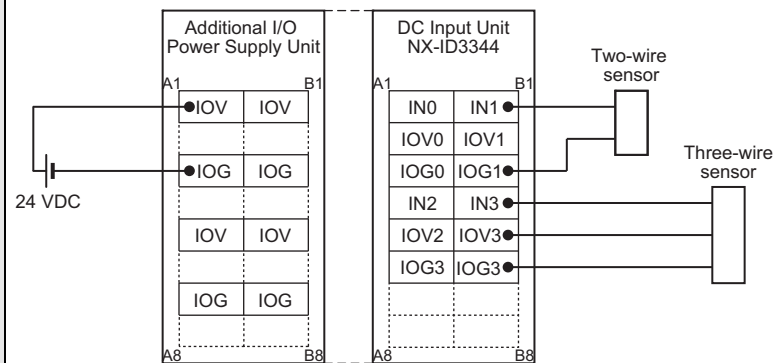 Additional I/O
Power Supply Unit
A1 B1
IOV IOV
IOG IOG
IOV IOV
IOG IOG
A8 B8
24 VDC
DC Input Unit
NX-ID3344
A1 B1
IN0 IN1
IOV0 IOV1
IOG0 IOG1
IN2 IN3
IOV2 IOV3
IOG3 IOG3
A8 B8
Two-wire
sensor
Three-wire
sensor